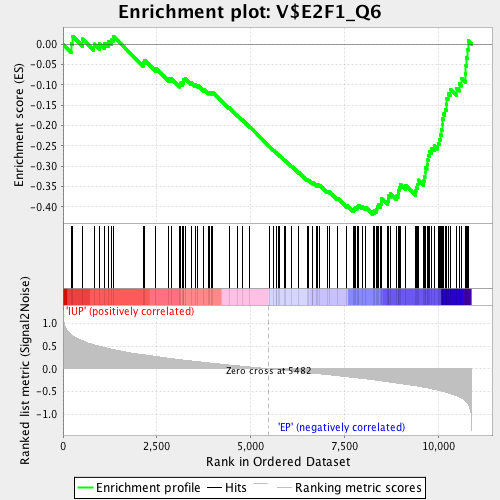 Enrichment plot: V$E2F1_Q6
Enrichment score (ES)
0.00
-0.05
-0.10
-0.15
-0.20
-0.25
-0.30
-0.35
-0.40
Ranked list metric (Signal2Noise)
1.0
0.5
0.0
-0.5
-1.0
'IUP' (positively correlated)
Zero cross at 5482
'EP' (negatively correlated)
0
2,500
5,000
7,500
10,000
Rank in Ordered Dataset
Enrichment profile
Hits
Ranking metric scores